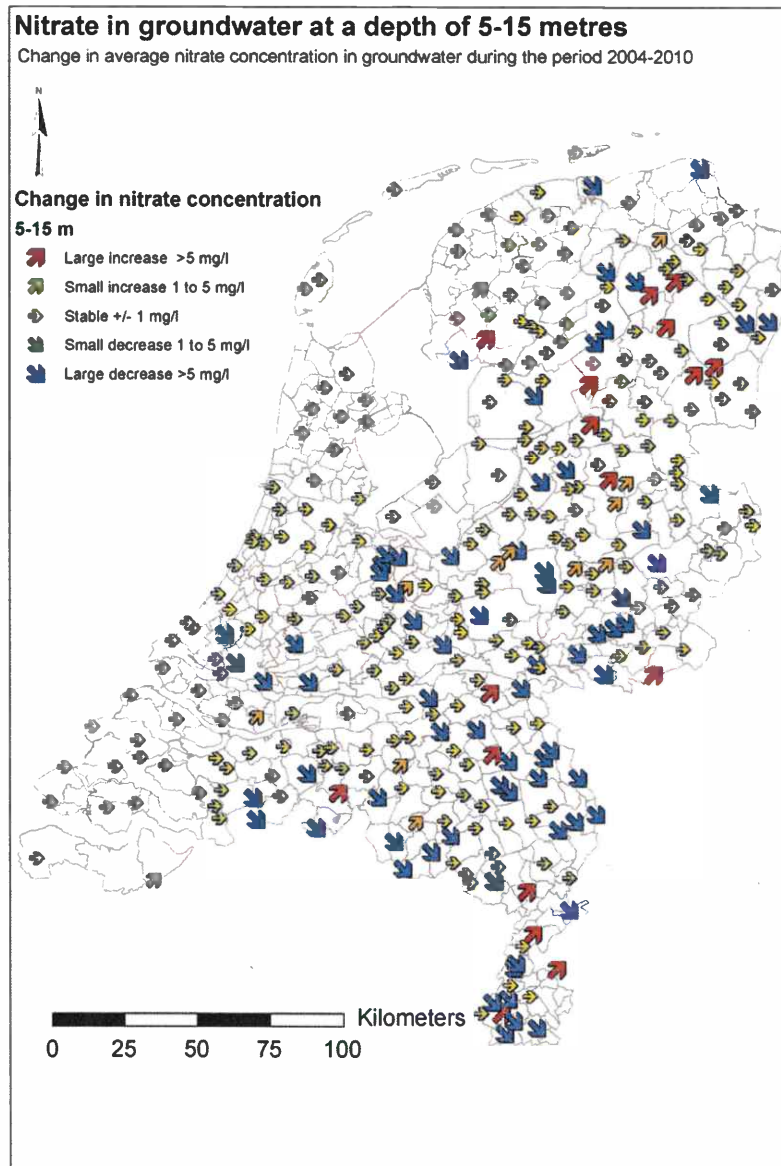 Nitrate in groundwater at a depth of 5-15 metres
Change in average nitrate concentration in groundwater during the period 2004-2010
N
Change in nitrate concentration
5-15 m
Large increase >5 mg/l
Small increase 1 to 5 mg/l
Stable +/- 1 mg/l
Small decrease 1 to 5 mg/l
Large decrease >5 mg/l
Kilometers
0 25 50 75 100